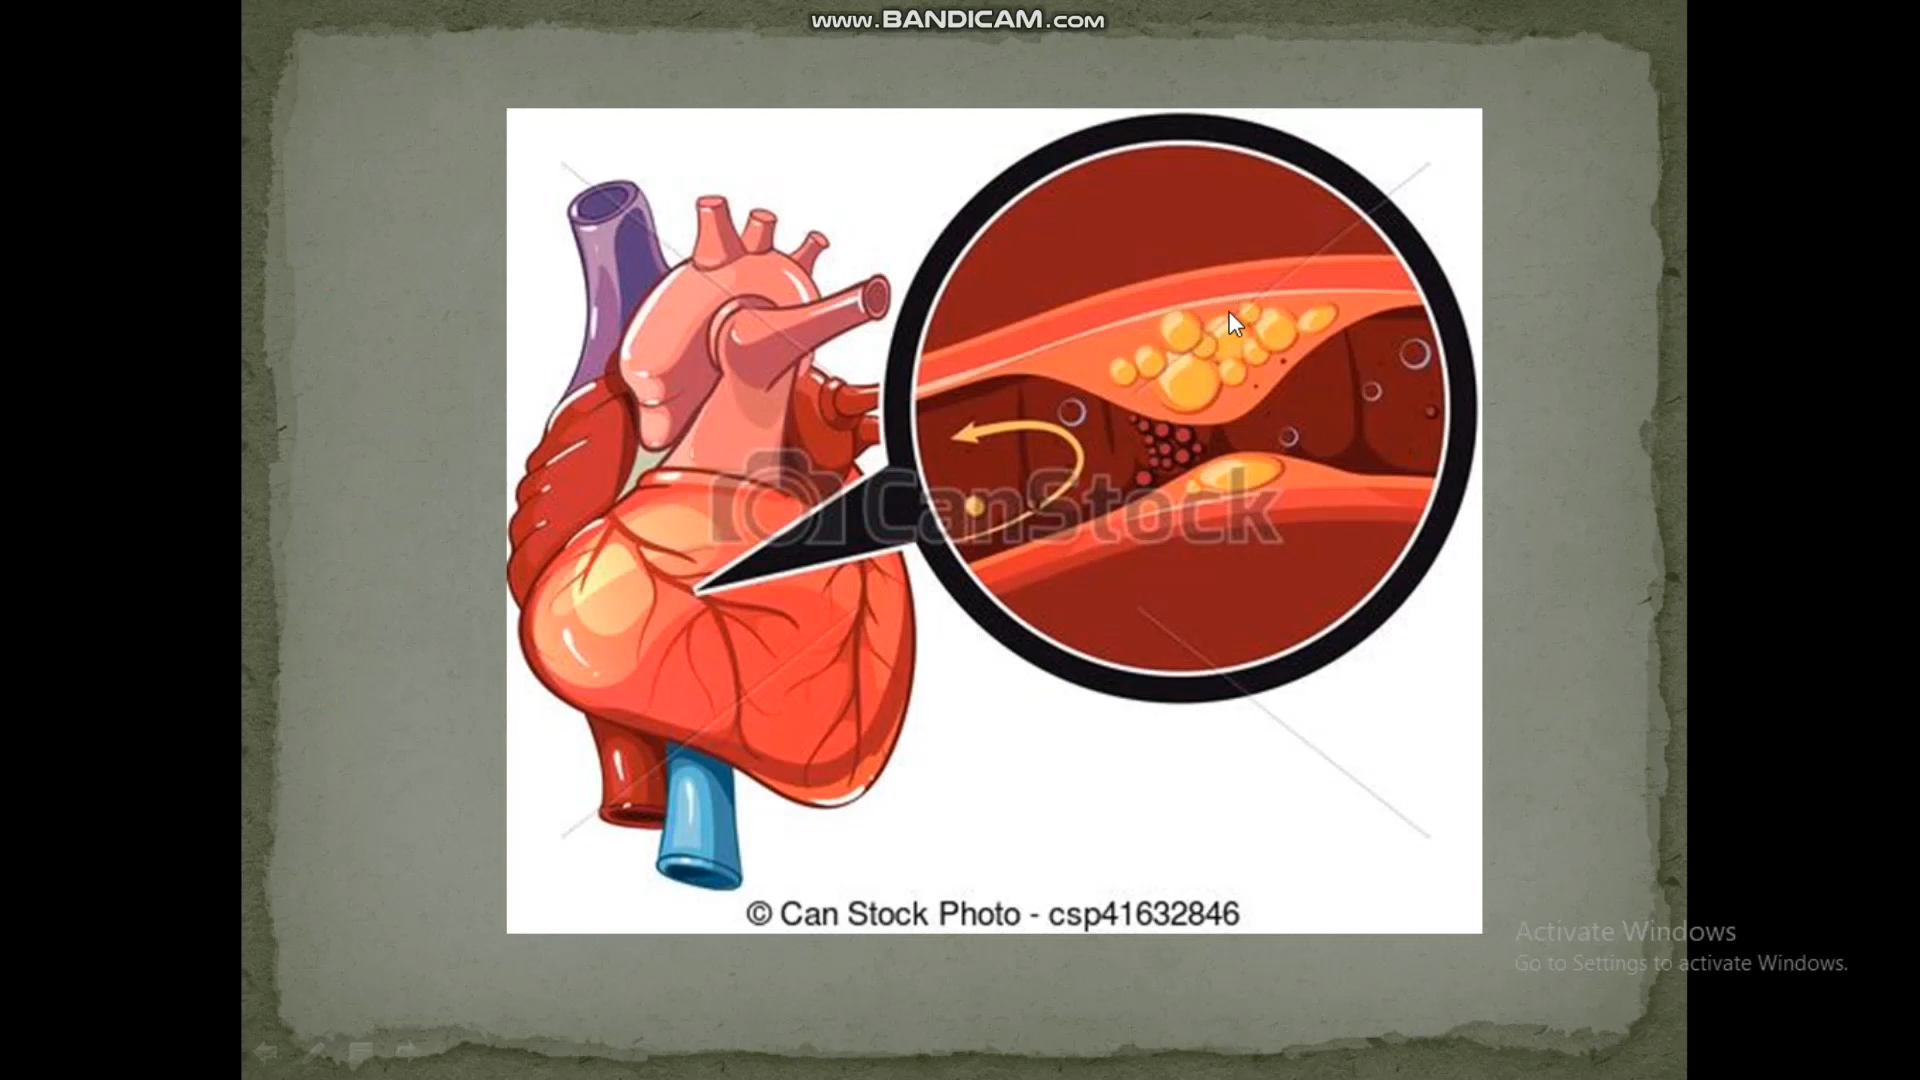 www.BANDICAM.com
CanStock
© Can Stock Photo - csp41632846
Activate Windows
Go to Settings to activate Windows.